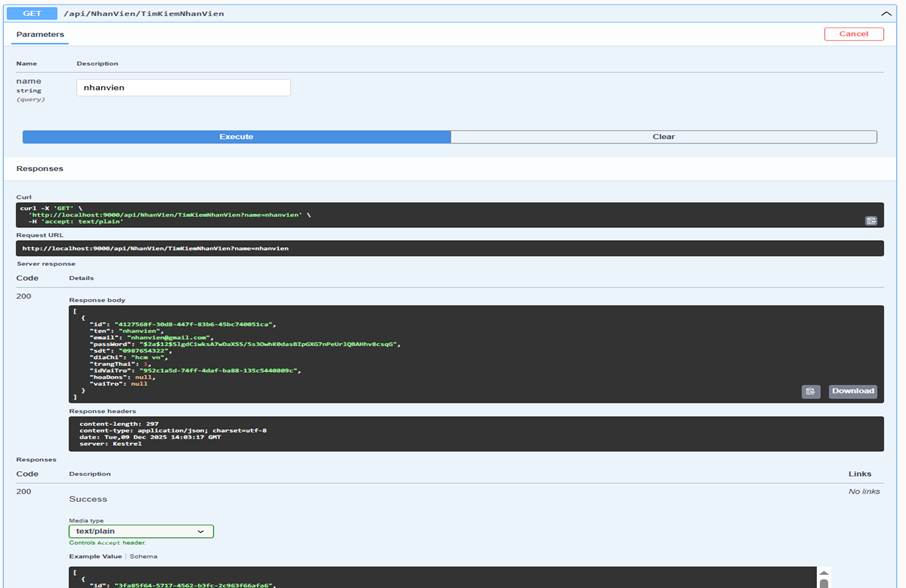 GET /api/NhanVien/TimKiemNhanVien
Parameters
Cancel
Name Description
name
string
(query)
nhanvien
Execute
Clear
Responses
Curl
curl -X 'GET' \
'http://localhost:9000/api/NhanVien/TimKiemNhanVien?name=nhanvien' \
-H 'accept: text/plain'
Request URL
http://localhost:9000/api/NhanVien/TimKiemNhanVien?name=nhanvien
Server response
Code Details
200
Response body
[
{
"id": "4127568f-30d8-447f-83b6-45bc740051ca",
"ten": "nhanvien",
"email": "nhanvien@gmail.com",
"passWord":
"sdt": "0987654322",
"diaChi": "hcm vn",
"trangThai": 1,
"idVaiTro": "952c1a5d-74ff-4daf-ba88-135c5440809c",
"hoaDons": null,
"vaiTro": null
}
]
Download
Response headers
content-length: 297
content-type: application/json; charset=utf-8
date: Tue,09 Dec 2025 14:03:17 GMT
server: Kestrel
Responses
Code Description Links
200
Success
No links
Media type
text/plain
Controls Accept header.
Example Value Schema
[
{
"id": "3fa85f64-5717-4562-b3fc-2c963f66afa6",